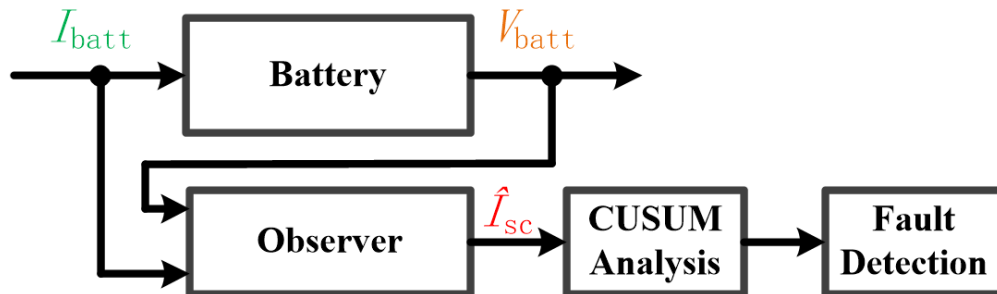 I_batt
V_batt
Battery
Î_sc
Observer
CUSUM
Analysis
Fault
Detection